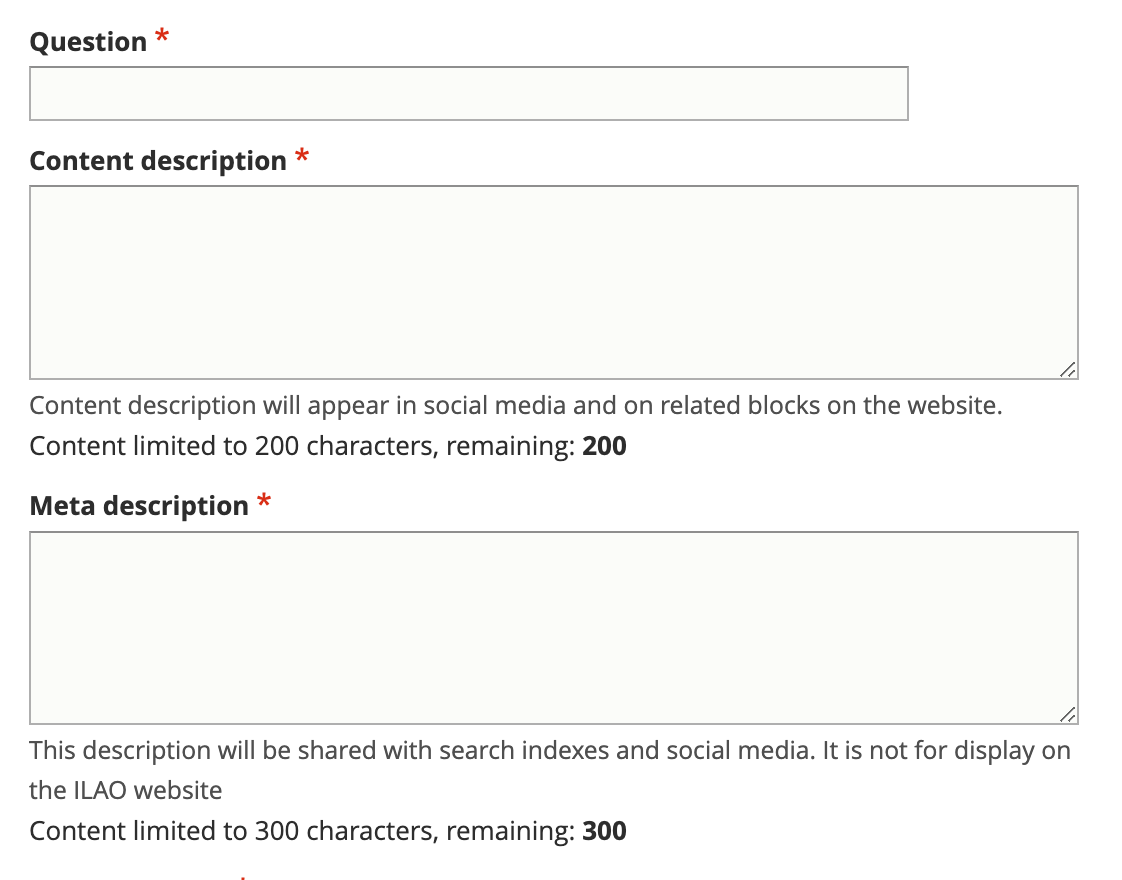 Question *
Content description *
Content description will appear in social media and on related blocks on the website.
Content limited to 200 characters, remaining: 200
Meta description *
This description will be shared with search indexes and social media. It is not for display on
the ILAO website
Content limited to 300 characters, remaining: 300